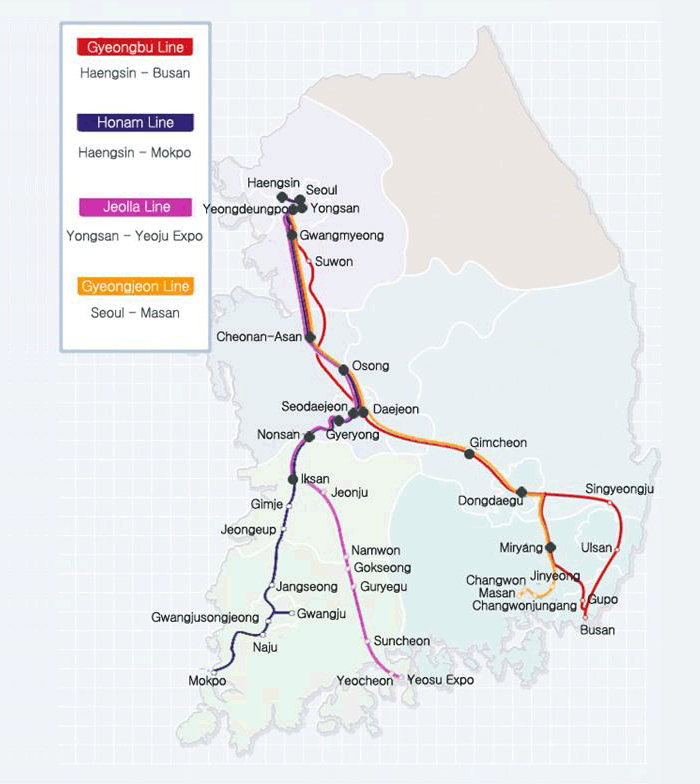 Gyeongbu Line
Haengsin - Busan
Honam Line
Haengsin - Mokpo
Jeolla Line
Yongsan - Yeoju Expo
Gyeongjeon Line
Seoul - Masan
Haengsin
Seoul
Yeongdeungpo
Yongsan
Gwangmyeong
Suwon
Cheonan-Asan
Osong
Seodaejeon
Daejeon
Nonsan
Gyeryong
Gimcheon
Iksan
Jeonju
Dongdaegu
Singyeongju
Gimje
Jeongeup
Miryang
Ulsan
Namwon
Gokseong
Jangseong
Guryegu
Changwon
Jinyeong
Masan
Changwonjungang
Gupo
Gwangjusongjeong
Gwangju
Busan
Naju
Suncheon
Mokpo
Yeocheon
Yeosu Expo